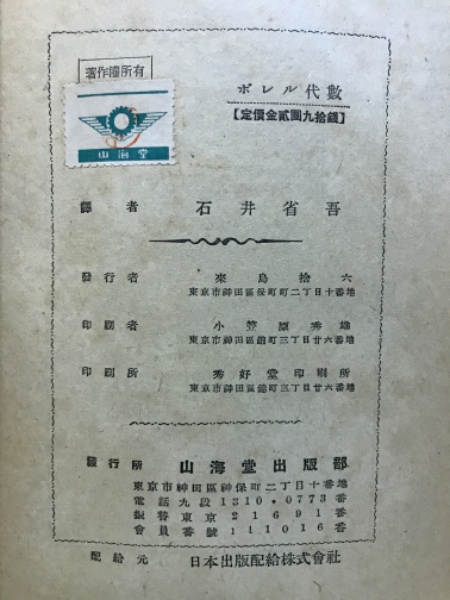 著作權所有
山海堂
ボレル代數
【定價金貳圓九拾錢】
譯者 石井省吾
發行者 來島捨六
東京市神田區保町町二丁目十番地
印刷者 小笠原秀雄
東京市神田區錦町三丁目廿六番地
印刷所 秀好堂印刷所
東京市神田區錦町三丁目廿六番地
發行所 山海堂出版部
東京市神田區神保町二丁目十番地
電話九段1310・0773番
振替東京21691番
會員番號111016番
配給元 日本出版配給株式會社